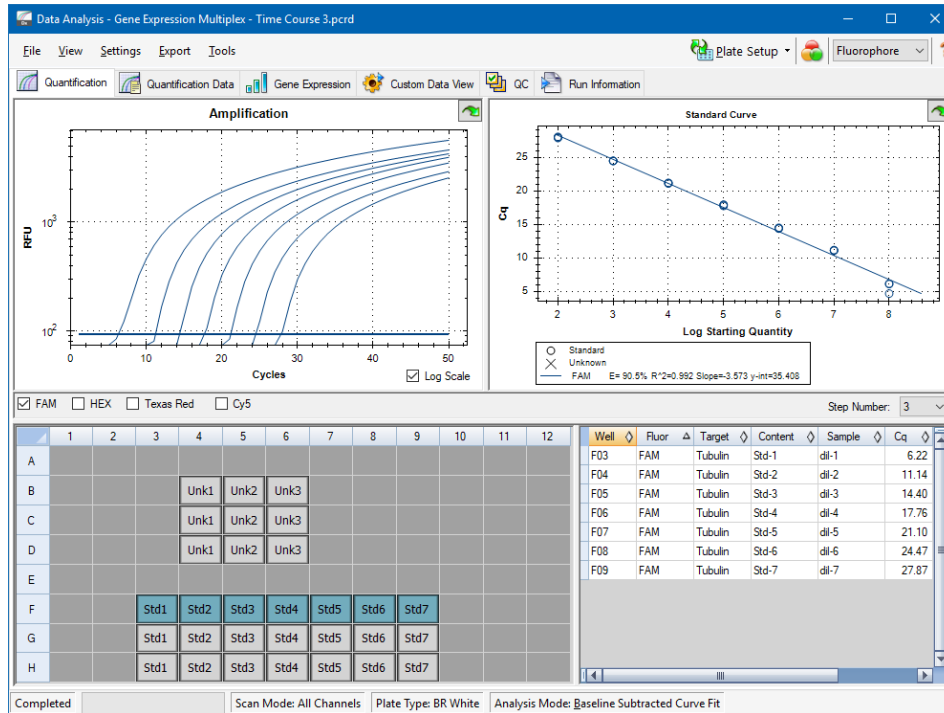 Data Analysis - Gene Expression Multiplex - Time Course 3.pcrd
File View Settings Export Tools Plate Setup Fluorophore
Quantification Quantification Data Gene Expression Custom Data View QC Run Information
Amplification
RFU
10^3
10^2
0 10 20 30 40 50
Cycles
Log Scale
Standard Curve
Cq
25
20
15
10
5
2 3 4 5 6 7 8
Log Starting Quantity
Standard
Unknown
FAM E= 90.5% R^2=0.992 Slope=-3.573 y-int=35.408
FAM HEX Texas Red Cy5 Step Number: 3
1 2 3 4 5 6 7 8 9 10 11 12
A
B Unk1 Unk2 Unk3
C Unk1 Unk2 Unk3
D Unk1 Unk2 Unk3
E
F Std1 Std2 Std3 Std4 Std5 Std6 Std7
G Std1 Std2 Std3 Std4 Std5 Std6 Std7
H Std1 Std2 Std3 Std4 Std5 Std6 Std7
Well Fluor Target Content Sample Cq
F03 FAM Tubulin Std-1 dil-1 6.22
F04 FAM Tubulin Std-2 dil-2 11.14
F05 FAM Tubulin Std-3 dil-3 14.40
F06 FAM Tubulin Std-4 dil-4 17.76
F07 FAM Tubulin Std-5 dil-5 21.10
F08 FAM Tubulin Std-6 dil-6 24.47
F09 FAM Tubulin Std-7 dil-7 27.87
Completed Scan Mode: All Channels Plate Type: BR White Analysis Mode: Baseline Subtracted Curve Fit